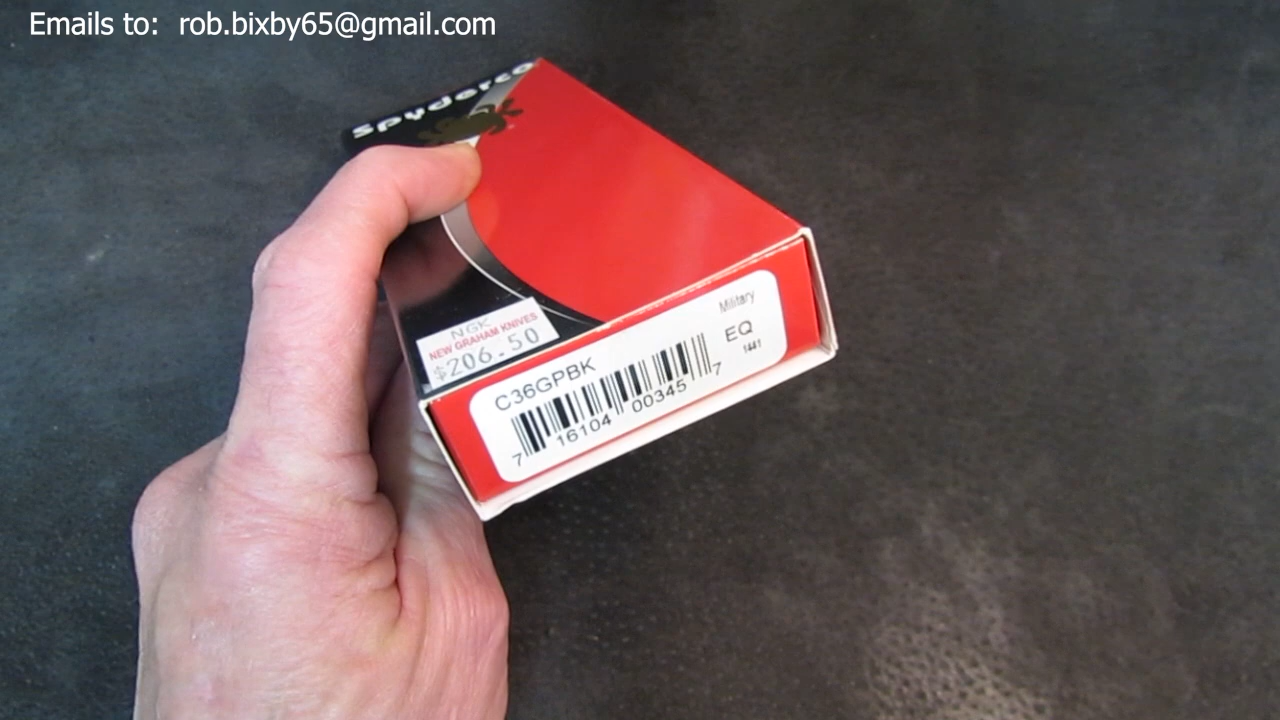 Emails to: rob.bixby65@gmail.com
Spyderco
NGK
NEW GRAHAM KNIVES
$206.50
Military
C36GPBK
EQ
1441
7 16104 00345 7